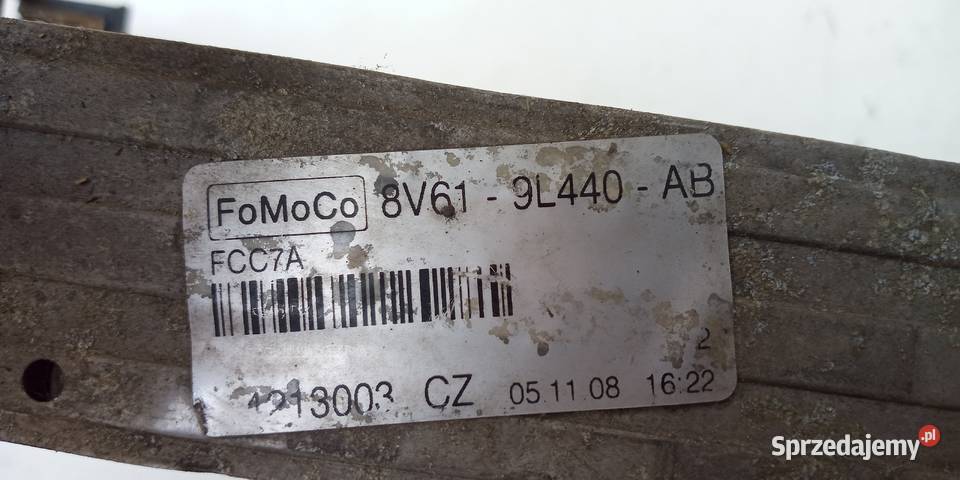 FoMoCo 8V61 - 9L440 - AB
FCC7A
2
CZ 05.11.08 16:22
Sprzedajemy.pl